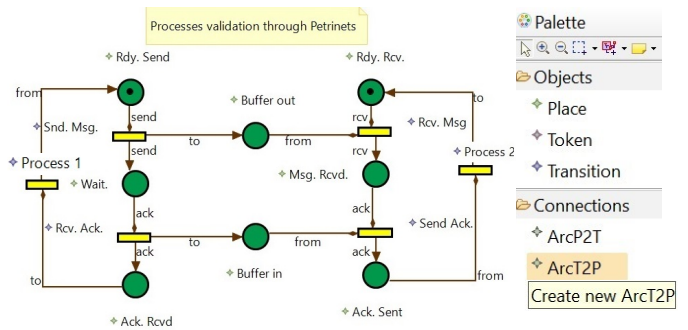 Processes validation through Petrinets
Rdy. Send
Rdy. Rcv.
from
Snd. Msg.
send
send
Buffer out
to
from
rcv
rcv
Rcv. Msg
to
Process 1
Wait.
Msg. Rcvd.
Process 2
Rcv. Ack.
ack
ack
to
from
ack
ack
Send Ack.
to
Buffer in
from
Ack. Rcvd
Ack. Sent
Palette
Objects
Place
Token
Transition
Connections
ArcP2T
ArcT2P
Create new ArcT2P